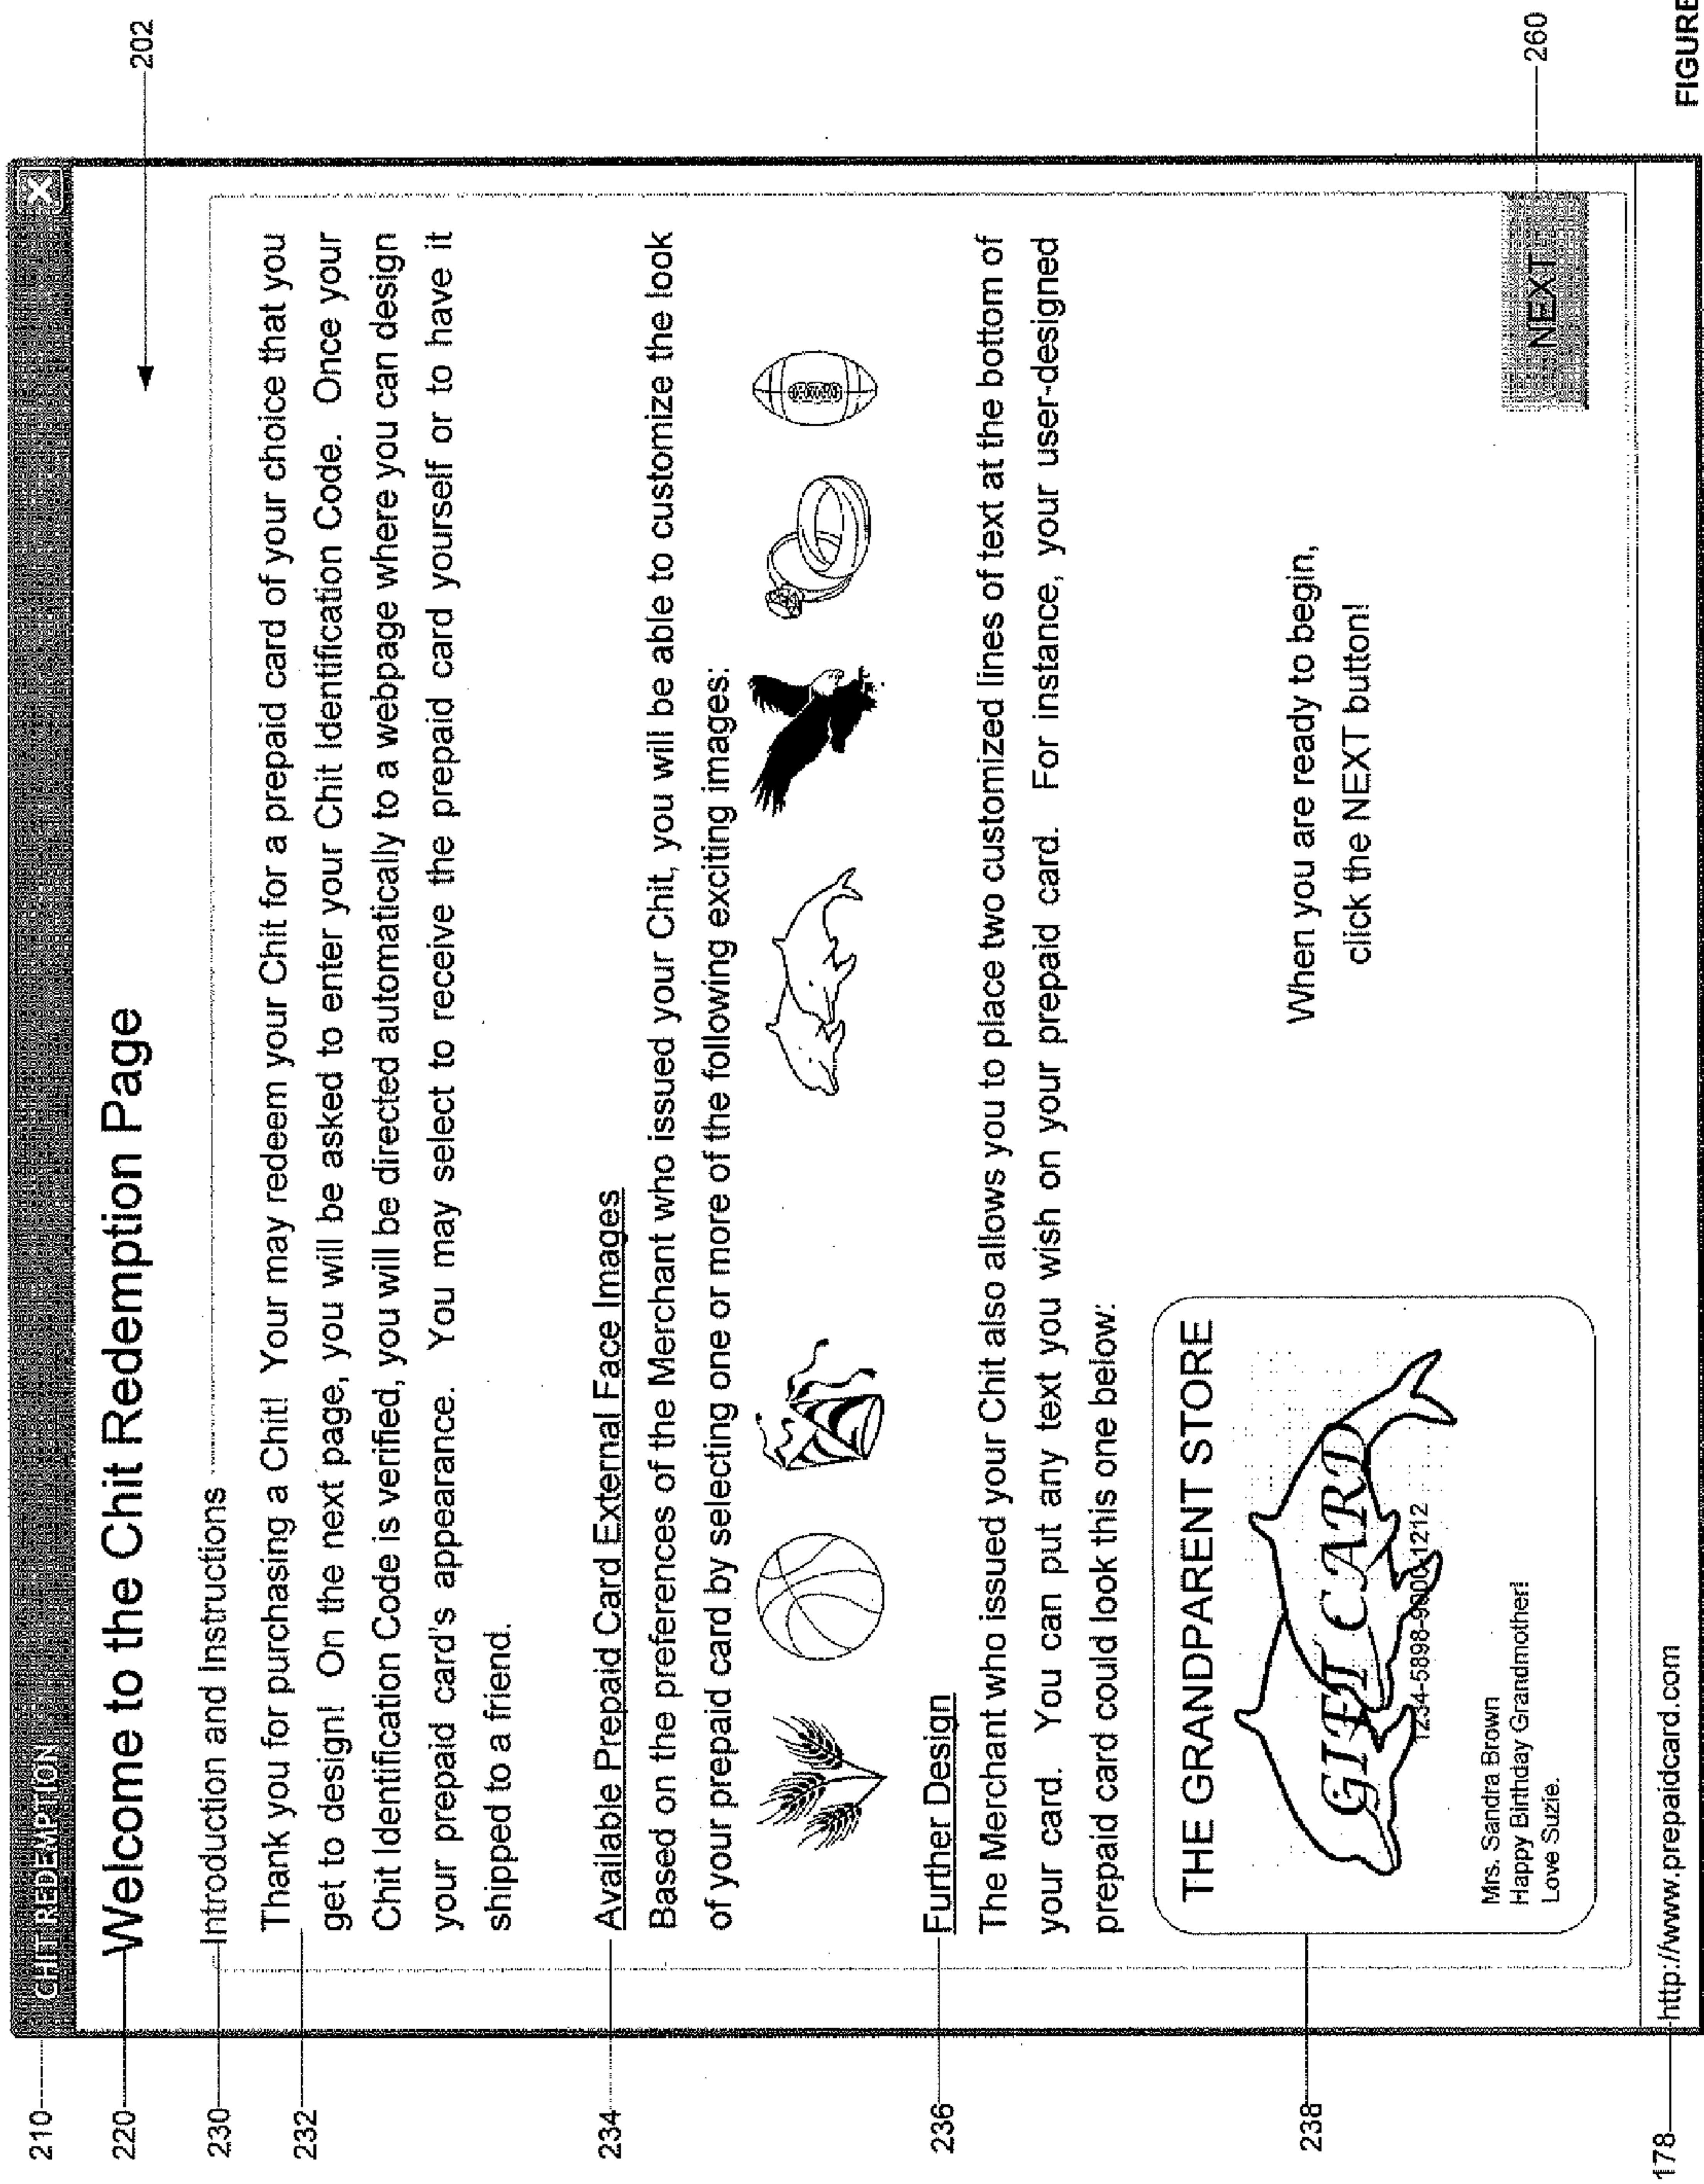 210
CHIT REDEMPTION
X
220
Welcome to the Chit Redemption Page
202
230
Introduction and Instructions
232
Thank you for purchasing a Chit! Your may redeem your Chit for a prepaid card of your choice that you
get to design! On the next page, you will be asked to enter your Chit Identification Code. Once your
Chit Identification Code is verified, you will be directed automatically to a webpage where you can design
your prepaid card's appearance. You may select to receive the prepaid card yourself or to have it
shipped to a friend.
234
Available Prepaid Card External Face Images
Based on the preferences of the Merchant who issued your Chit, you will be able to customize the look
of your prepaid card by selecting one or more of the following exciting images:
236
Further Design
The Merchant who issued your Chit also allows you to place two customized lines of text at the bottom of
your card. You can put any text you wish on your prepaid card. For instance, your user-designed
prepaid card could look this one below:
238
THE GRANDPARENT STORE
GIFT CARD
1234-5898-9000-1212
Mrs. Sandra Brown
Happy Birthday Grandmother!
Love Suzie.
When you are ready to begin,
click the NEXT button!
NEXT
260
178
http://www.prepaidcard.com
FIGURE